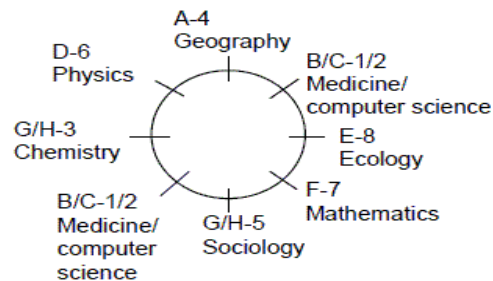 A-4
Geography
D-6
Physics
B/C-1/2
Medicine/
computer science
G/H-3
Chemistry
E-8
Ecology
B/C-1/2
Medicine/
computer
science
F-7
Mathematics
G/H-5
Sociology